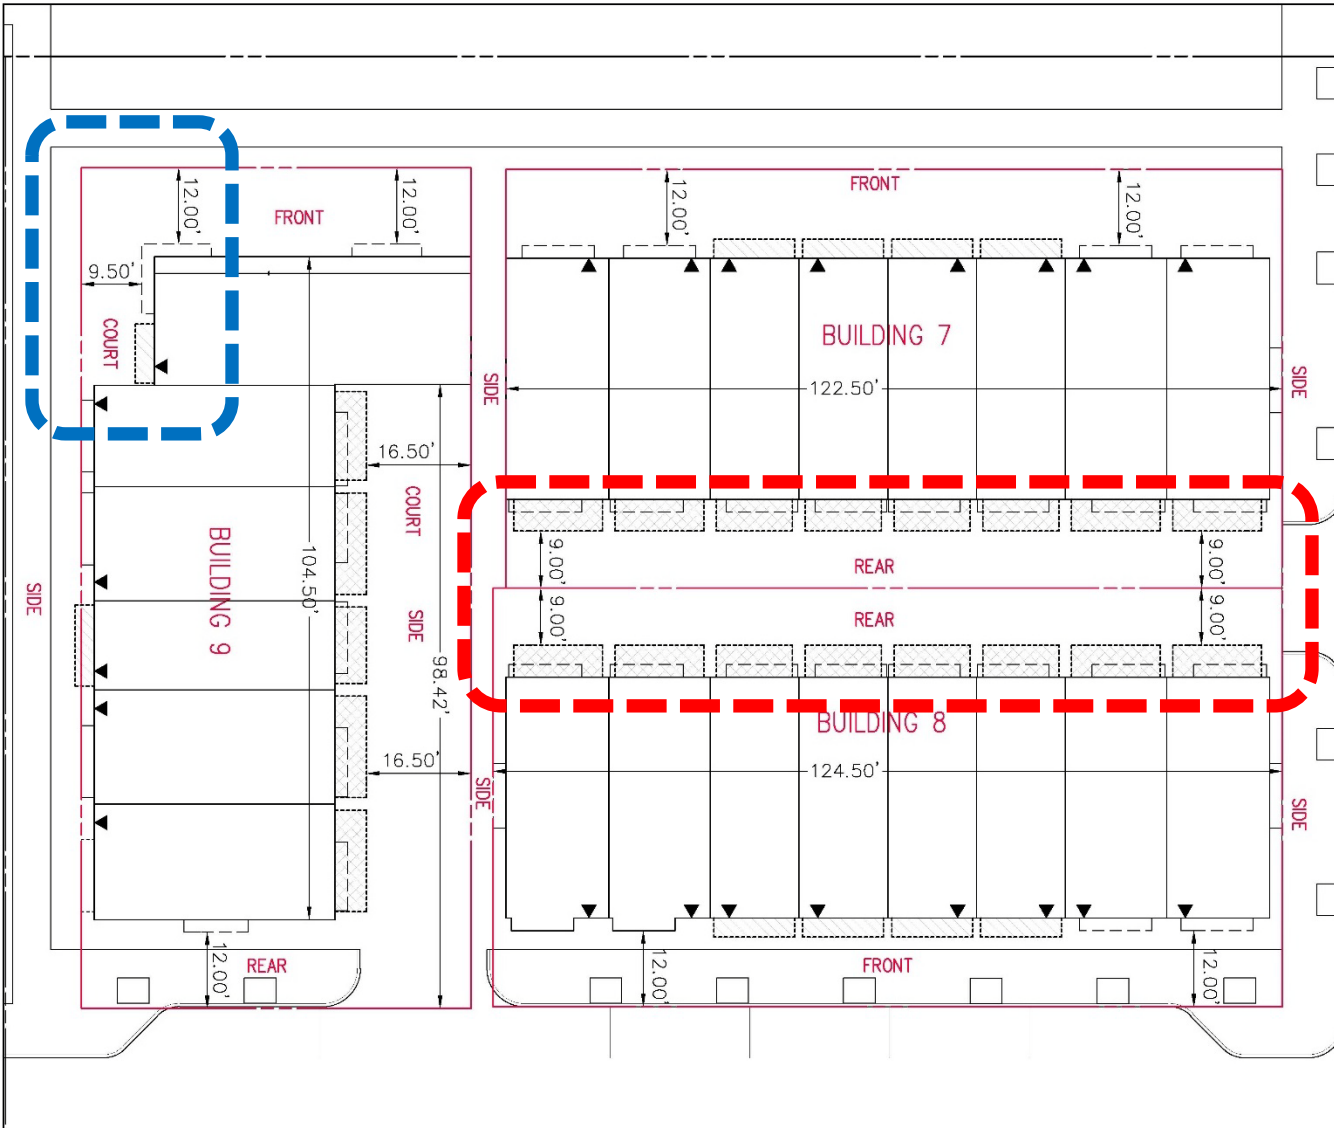 12.00'
12.00'
FRONT
9.50'
COURT
16.50'
COURT
BUILDING 9
104.50'
SIDE
SIDE
98.42'
16.50'
12.00'
REAR
12.00'
FRONT
12.00'
BUILDING 7
SIDE
122.50'
SIDE
9.00'
REAR
9.00'
9.00'
REAR
9.00'
BUILDING 8
SIDE
124.50'
SIDE
12.00'
FRONT
12.00'